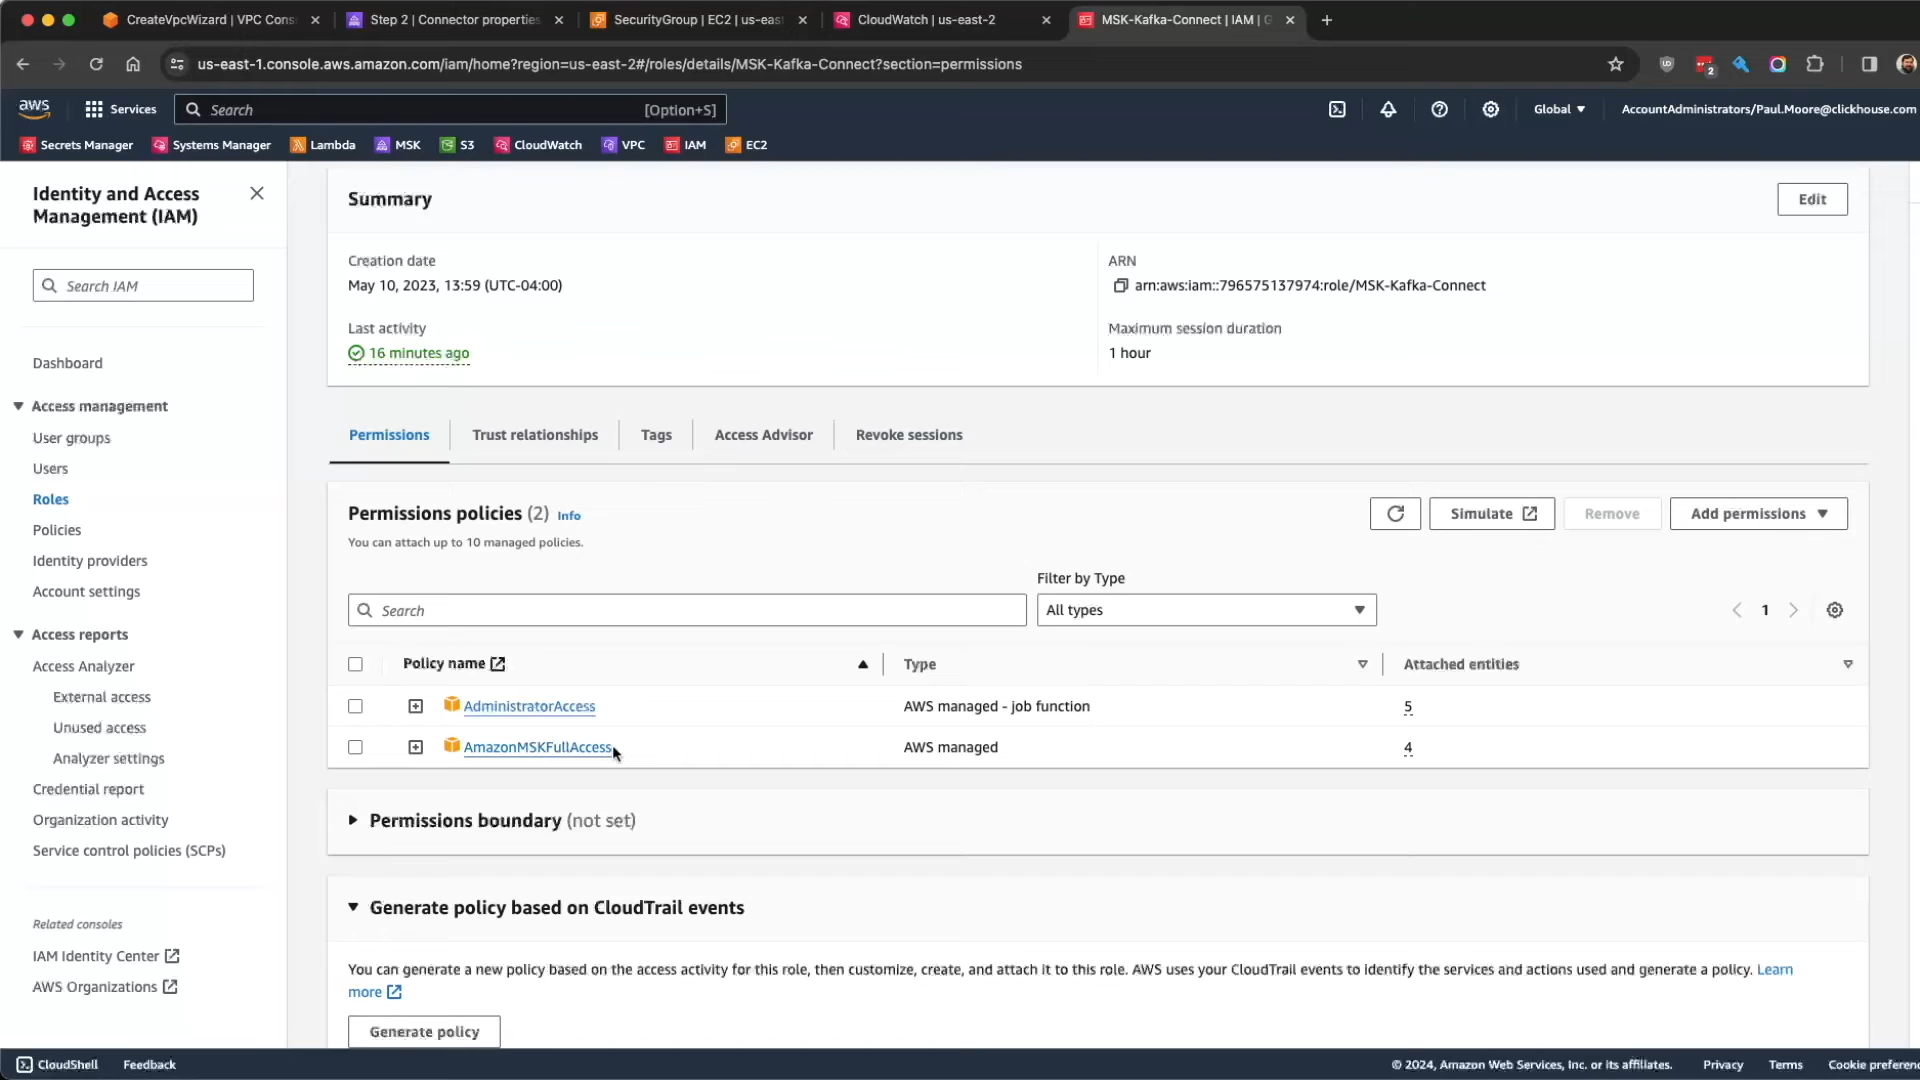 CreateVpcWizard | VPC Cons
Step 2 | Connector properties
SecurityGroup | EC2 | us-east
CloudWatch | us-east-2
MSK-Kafka-Connect | IAM | G
us-east-1.console.aws.amazon.com/iam/home?region=us-east-2#/roles/details/MSK-Kafka-Connect?section=permissions
2
aws
Services
Search
[Option+S]
Global
AccountAdministrators/Paul.Moore@clickhouse.com
Secrets Manager
Systems Manager
Lambda
MSK
S3
CloudWatch
VPC
IAM
EC2
Identity and Access
Management (IAM)
Search IAM
Dashboard
Access management
User groups
Users
Roles
Policies
Identity providers
Account settings
Access reports
Access Analyzer
External access
Unused access
Analyzer settings
Credential report
Organization activity
Service control policies (SCPs)
Related consoles
IAM Identity Center
AWS Organizations
Summary
Edit
Creation date
May 10, 2023, 13:59 (UTC-04:00)
ARN
arn:aws:iam::796575137974:role/MSK-Kafka-Connect
Last activity
16 minutes ago
Maximum session duration
1 hour
Permissions
Trust relationships
Tags
Access Advisor
Revoke sessions
Permissions policies (2) Info
You can attach up to 10 managed policies.
Simulate
Remove
Add permissions
Filter by Type
Search
All types
1
Policy name
Type
Attached entities
AdministratorAccess
AWS managed - job function
5
AmazonMSKFullAccess
AWS managed
4
Permissions boundary (not set)
Generate policy based on CloudTrail events
You can generate a new policy based on the access activity for this role, then customize, create, and attach it to this role. AWS uses your CloudTrail events to identify the services and actions used and generate a policy. Learn
more
Generate policy
CloudShell
Feedback
© 2024, Amazon Web Services, Inc. or its affiliates.
Privacy
Terms
Cookie preferen